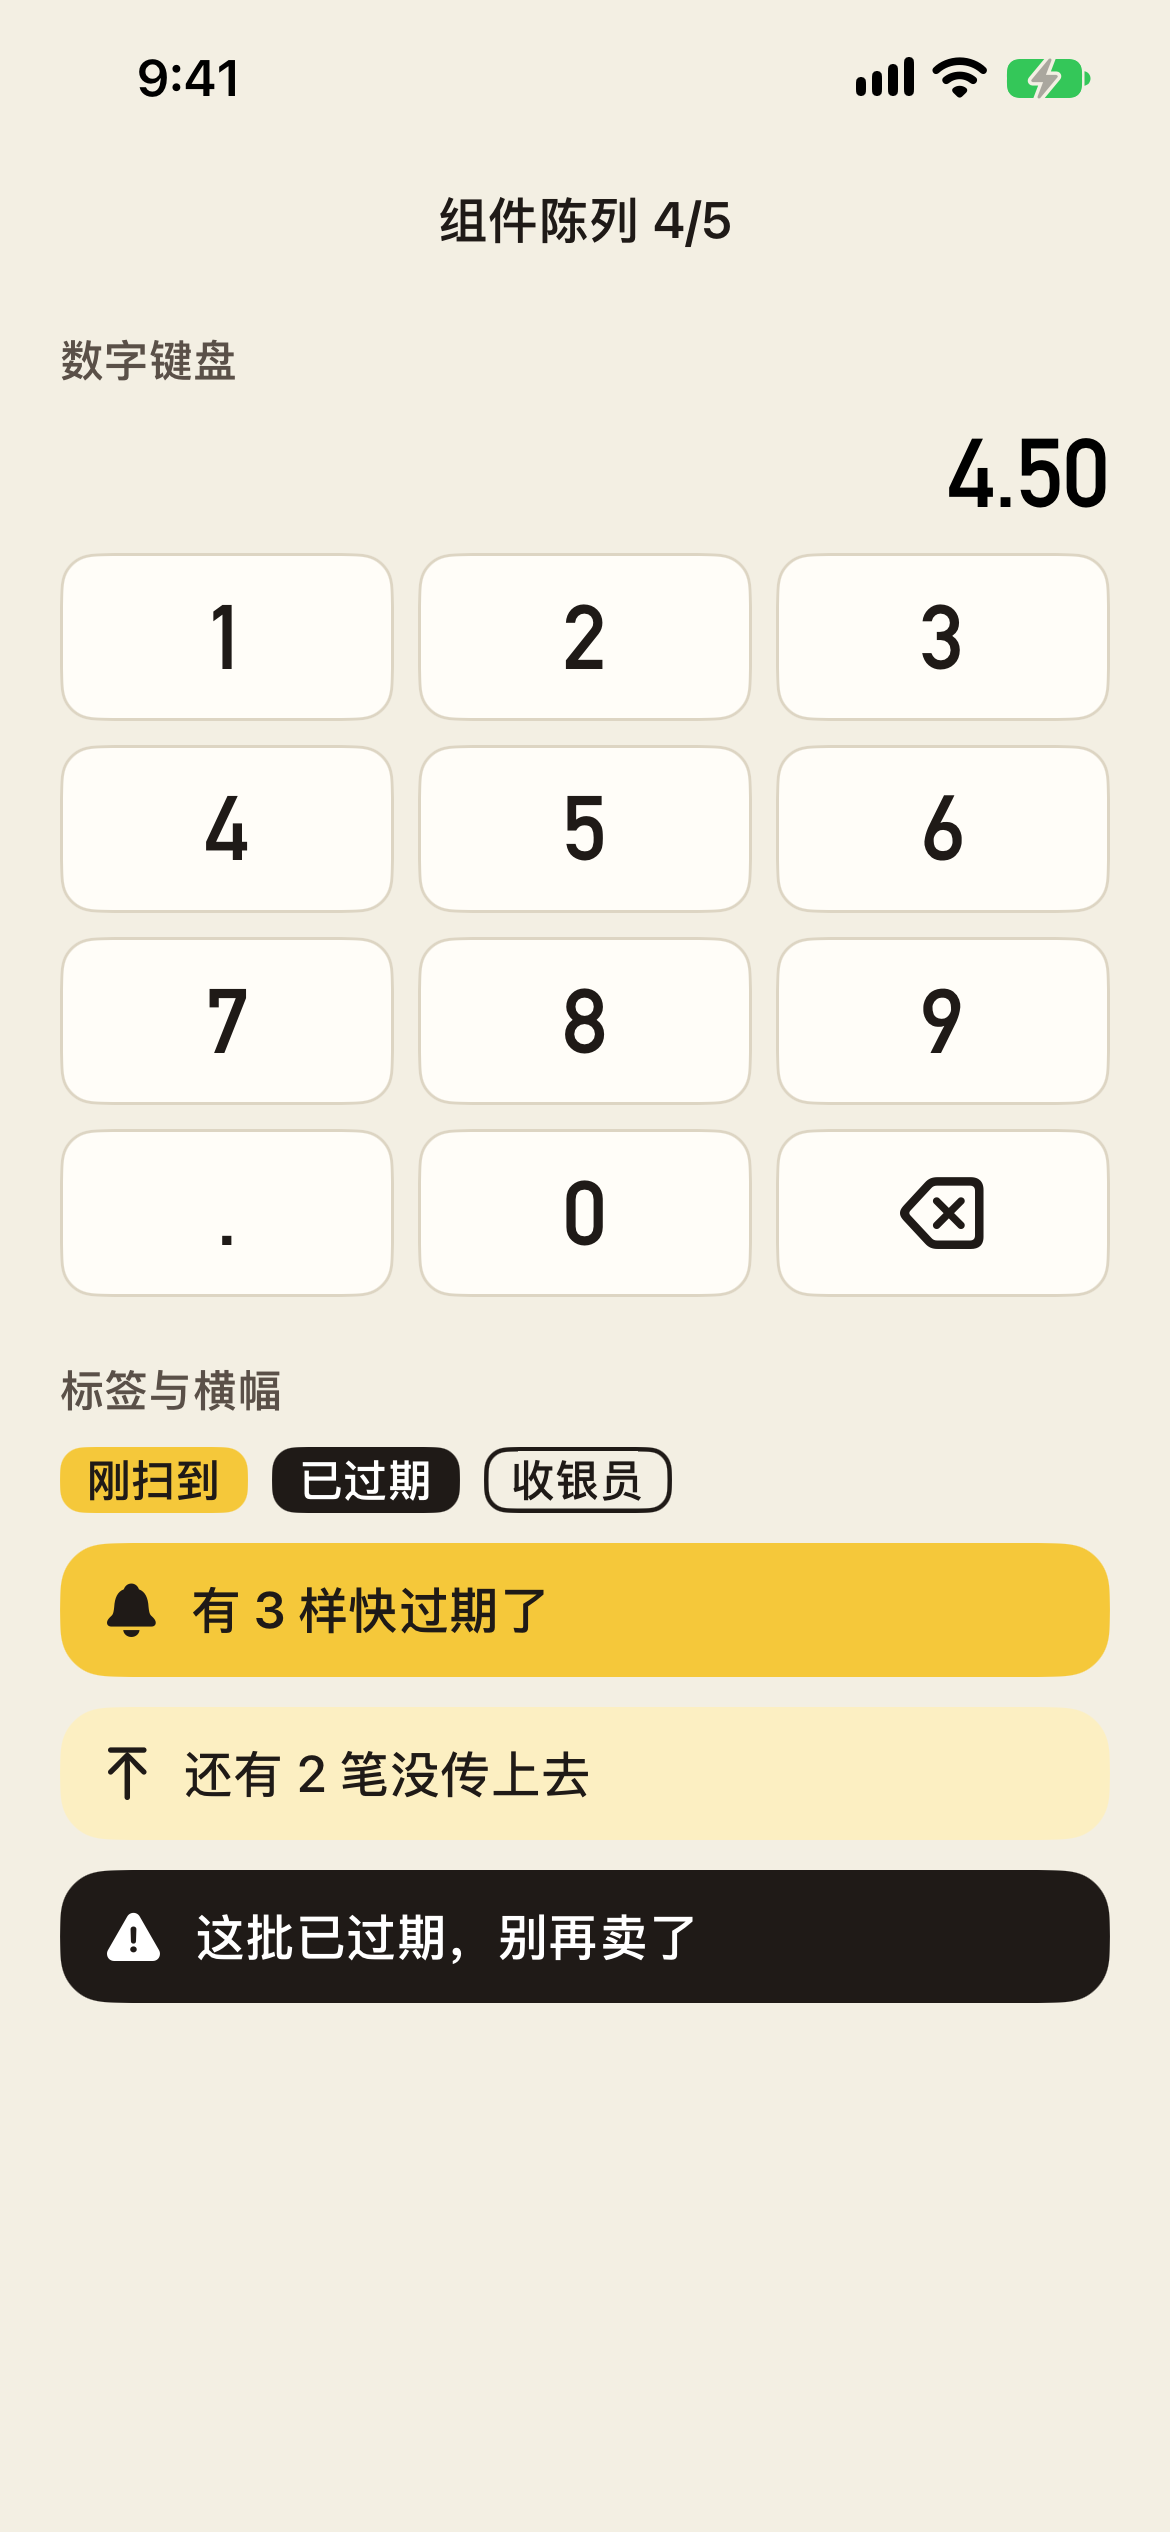 9:41
组件陈列 4/5
数字键盘
4.50
1 2 3
4 5 6
7 8 9
. 0
标签与横幅
刚扫到 已过期 收银员
有 3 样快过期了
还有 2 笔没传上去
这批已过期，别再卖了